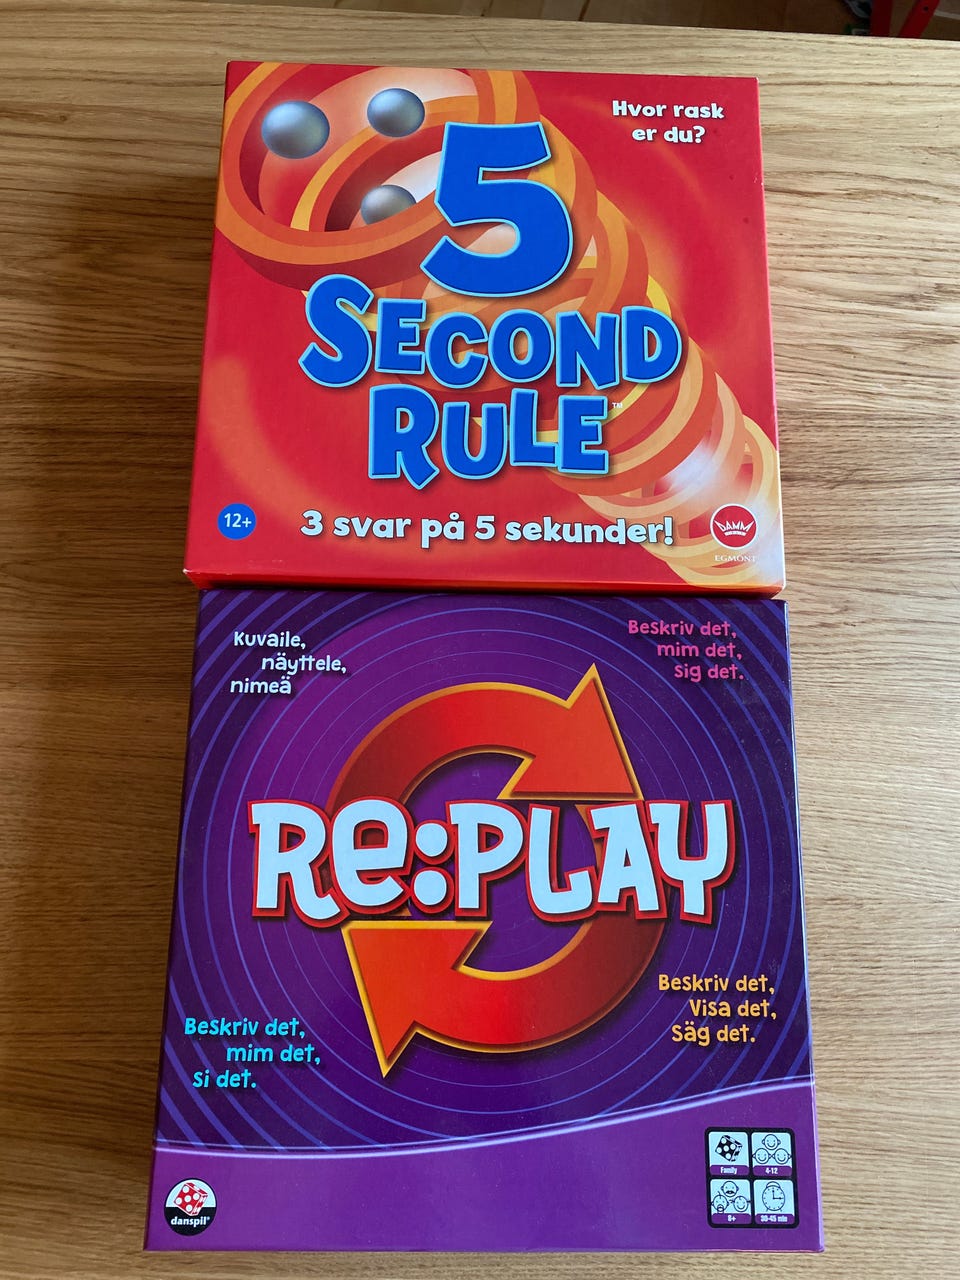 Hvor rask
er du?
5
SECOND
RULE™
12+
3 svar på 5 sekunder!
DAMM
EGMONT
Kuvaile,
näyttele,
nimeä
Beskriv det,
mim det,
sig det.
Re:PLAY
Beskriv det,
Visa det,
Säg det.
Beskriv det,
mim det,
si det.
danspil®
Family
4-12
8+
30-45 min